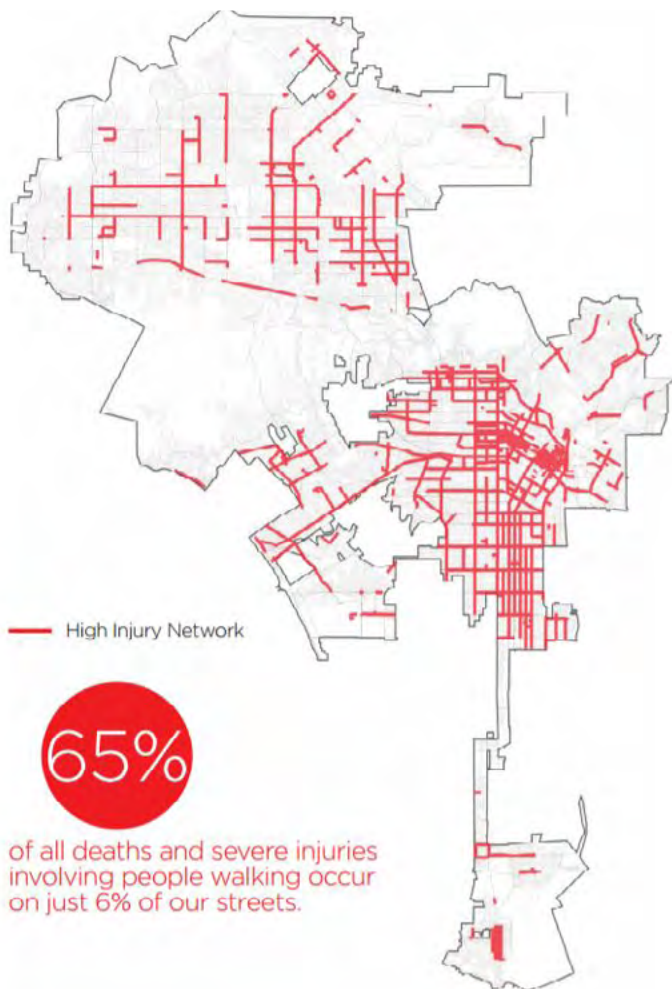 High Injury Network
65%
of all deaths and severe injuries
involving people walking occur
on just 6% of our streets.